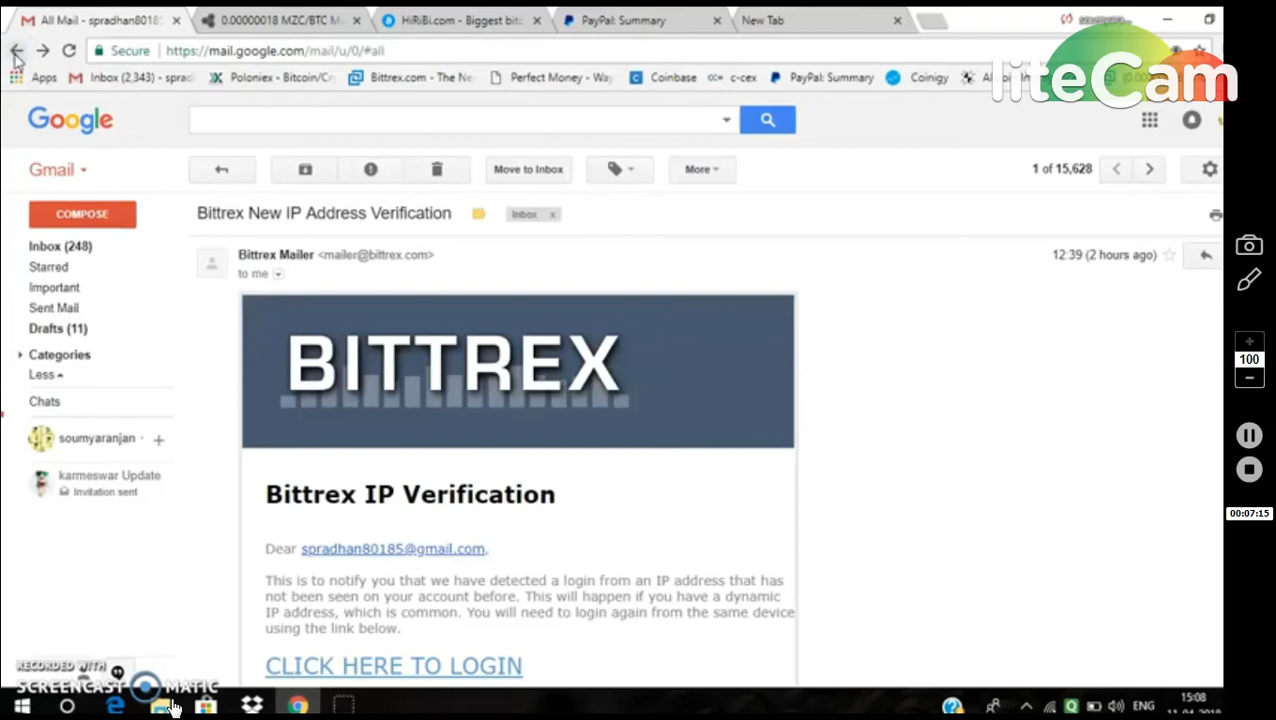 All Mail - spradhan80185 0.00000018 MZC/BTC M HiRiBi.com - Biggest bitc PayPal: Summary New Tab
Secure https://mail.google.com/mail/u/0/#all
Apps Inbox (2,343) - sprad Poloniex - Bitcoin/Cr Bittrex.com - The Ne Perfect Money - Way Coinbase c-cex PayPal: Summary Coinigy
liteCam
Google
Gmail Move to Inbox More 1 of 15,628
COMPOSE
Bittrex New IP Address Verification Inbox x
Inbox (248)
Starred
Important
Sent Mail
Drafts (11)
Categories
Less
Chats
soumyaranjan
karmeswar Update
Invitation sent
Bittrex Mailer <mailer@bittrex.com> 12:39 (2 hours ago)
to me
BITTREX
Bittrex IP Verification
Dear spradhan80185@gmail.com,
This is to notify you that we have detected a login from an IP address that has
not been seen on your account before. This will happen if you have a dynamic
IP address, which is common. You will need to login again from the same device
using the link below.
CLICK HERE TO LOGIN
100
00:07:15
RECORDED WITH
SCREENCAST MATIC
ENG 15:08